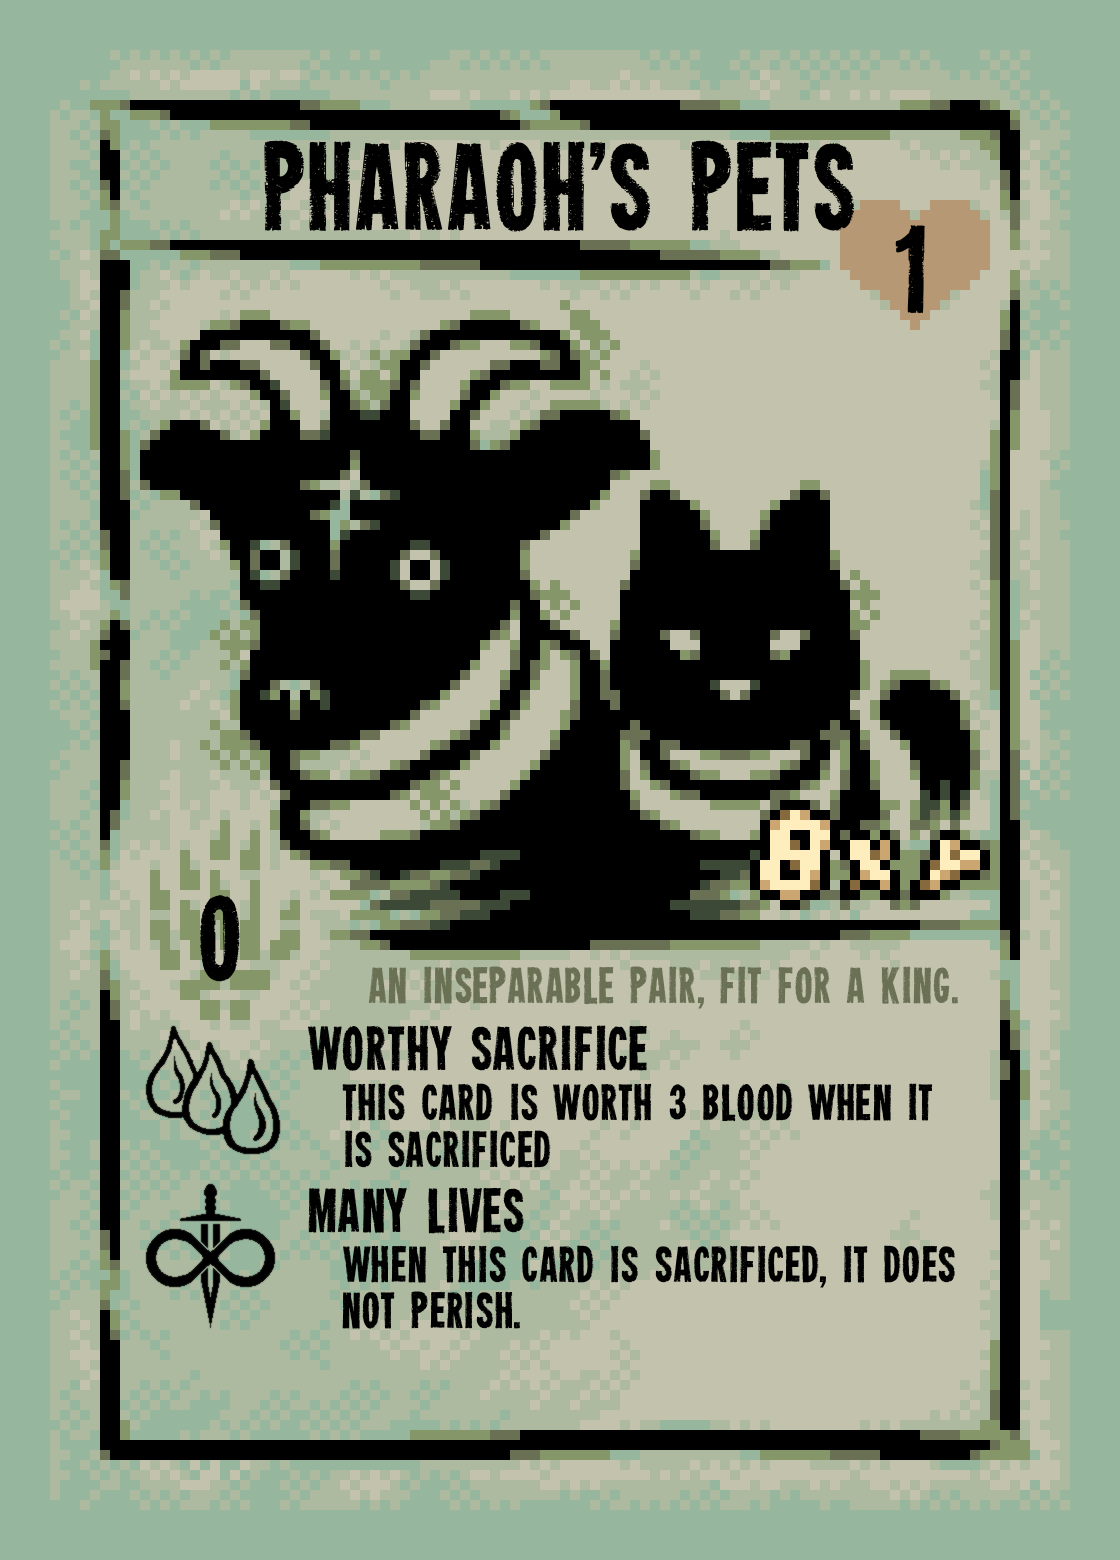 PHARAOH'S PETS
1
8x
0
AN INSEPARABLE PAIR, FIT FOR A KING.
WORTHY SACRIFICE
THIS CARD IS WORTH 3 BLOOD WHEN IT
IS SACRIFICED
MANY LIVES
WHEN THIS CARD IS SACRIFICED, IT DOES
NOT PERISH.